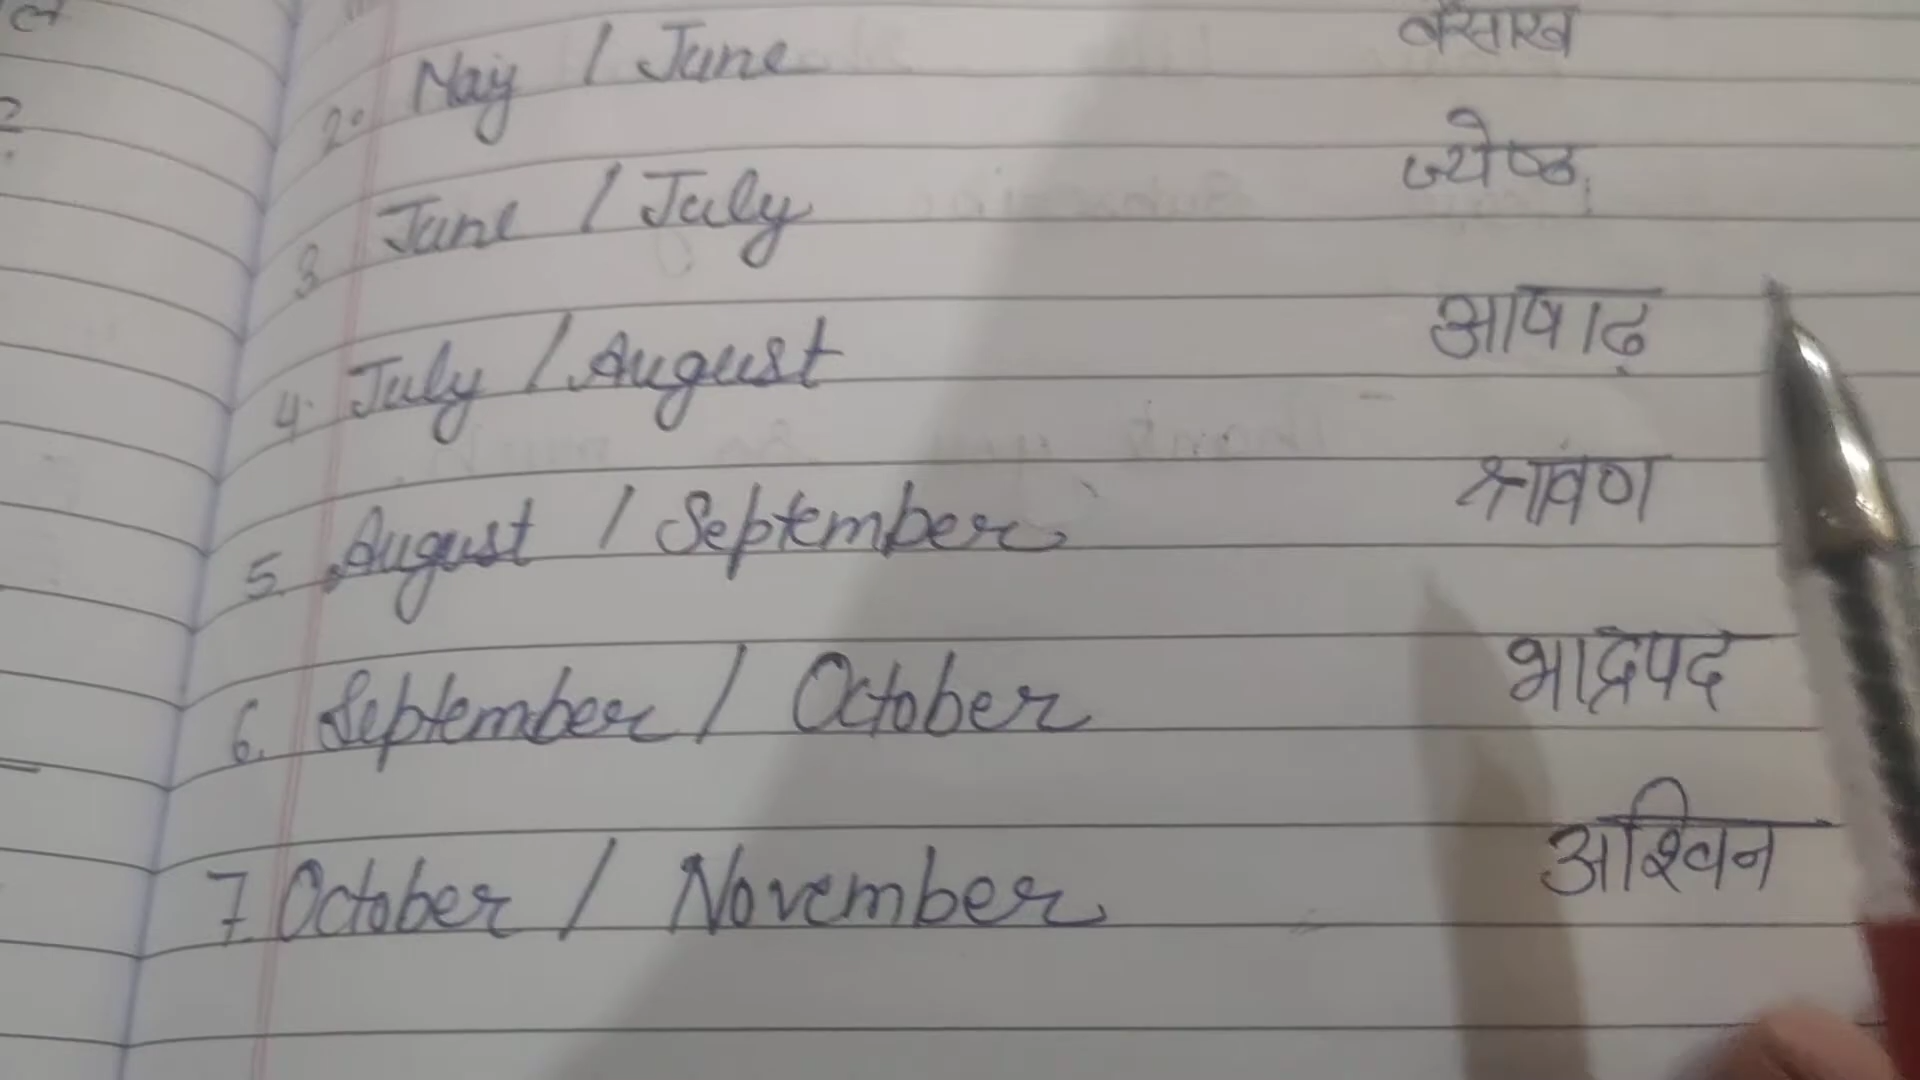 2. May / June बैसाख
3 June / July ज्येष्ठ
4. July / August आषाढ़
5. August / September श्रावण
6. September / October भाद्रपद
7. October / November अश्विन